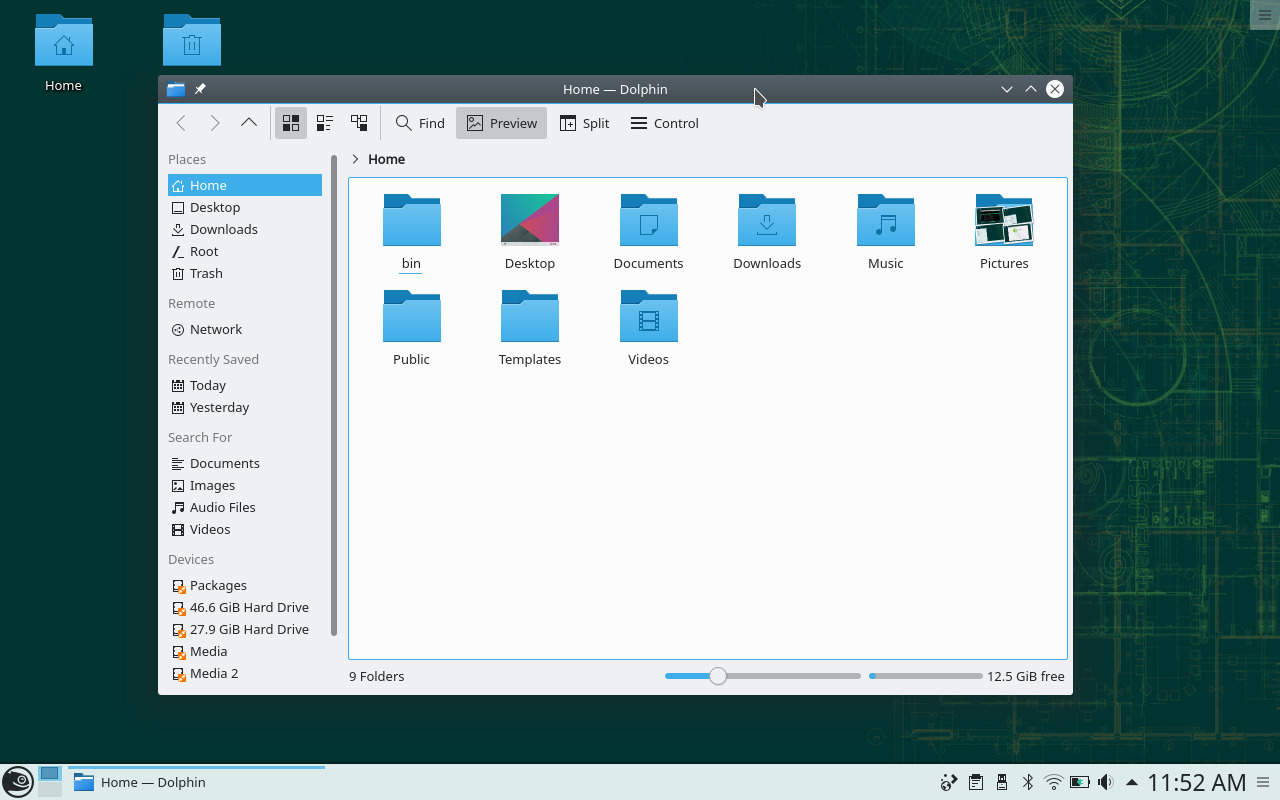 Home
Home — Dolphin
Find
Preview
Split
Control
Places
Home
Desktop
Downloads
Root
Trash
Remote
Network
Recently Saved
Today
Yesterday
Search For
Documents
Images
Audio Files
Videos
Devices
Packages
46.6 GiB Hard Drive
27.9 GiB Hard Drive
Media
Media 2
Home
bin
Desktop
Documents
Downloads
Music
Pictures
Public
Templates
Videos
9 Folders
12.5 GiB free
Home — Dolphin
11:52 AM